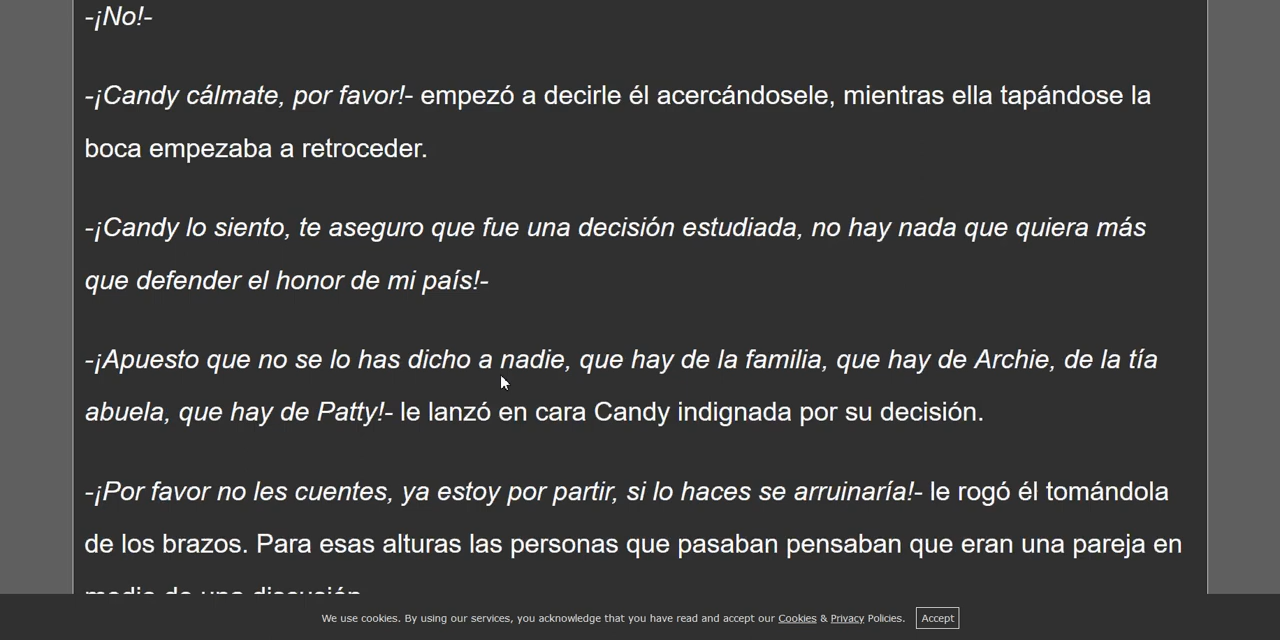 -¡No!-
-¡Candy cálmate, por favor!- empezó a decirle él acercándosele, mientras ella tapándose la
boca empezaba a retroceder.
-¡Candy lo siento, te aseguro que fue una decisión estudiada, no hay nada que quiera más
que defender el honor de mi país!-
-¡Apuesto que no se lo has dicho a nadie, que hay de la familia, que hay de Archie, de la tía
abuela, que hay de Patty!- le lanzó en cara Candy indignada por su decisión.
-¡Por favor no les cuentes, ya estoy por partir, si lo haces se arruinaría!- le rogó él tomándola
de los brazos. Para esas alturas las personas que pasaban pensaban que eran una pareja en
medio de una discusión
We use cookies. By using our services, you acknowledge that you have read and accept our Cookies & Privacy Policies. Accept